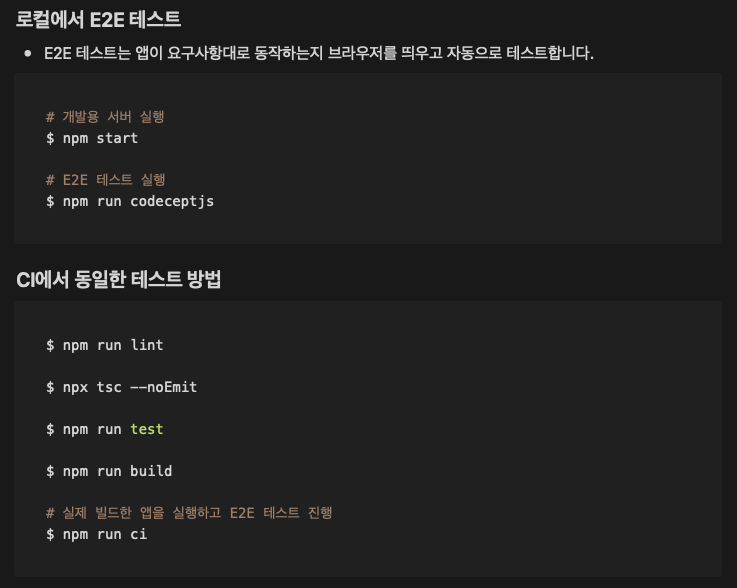 로컬에서 E2E 테스트
• E2E 테스트는 앱이 요구사항대로 동작하는지 브라우저를 띄우고 자동으로 테스트합니다.
# 개발용 서버 실행
$ npm start
# E2E 테스트 실행
$ npm run codeceptjs
CI에서 동일한 테스트 방법
$ npm run lint
$ npx tsc --noEmit
$ npm run test
$ npm run build
# 실제 빌드한 앱을 실행하고 E2E 테스트 진행
$ npm run ci